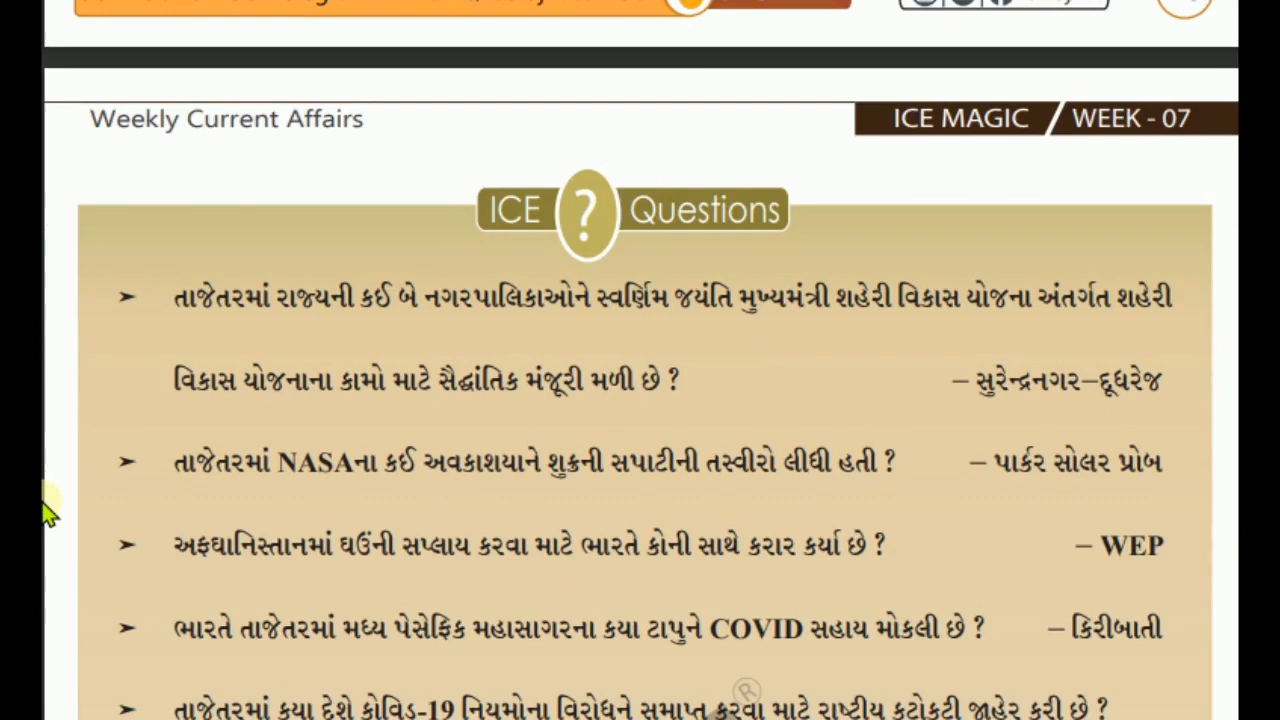 Weekly Current Affairs
ICE MAGIC / WEEK - 07
ICE ? Questions
➤ તાજેતરમાં રાજ્યની કઈ બે નગરપાલિકાઓને સ્વર્ણિમ જયંતિ મુખ્યમંત્રી શહેરી વિકાસ યોજના અંતર્ગત શહેરી
વિકાસ યોજનાના કામો માટે સૈદ્ધાંતિક મંજૂરી મળી છે ? – સુરેન્દ્રનગર–દૂધરેજ
➤ તાજેતરમાં NASAના કઈ અવકાશયાને શુક્રની સપાટીની તસ્વીરો લીધી હતી ? – પાર્કર સોલર પ્રોબ
➤ અફઘાનિસ્તાનમાં ઘઉંની સપ્લાય કરવા માટે ભારતે કોની સાથે કરાર કર્યા છે ? – WEP
➤ ભારતે તાજેતરમાં મધ્ય પેસેફિક મહાસાગરના કયા ટાપુને COVID સહાય મોકલી છે ? – કિરીબાતી
➤ તાજેતરમાં કયા દેશે કોવિડ-19 નિયમોના વિરોધને સમાપ્ત કરવા માટે રાષ્ટ્રીય કટોકટી જાહેર કરી છે ?
®